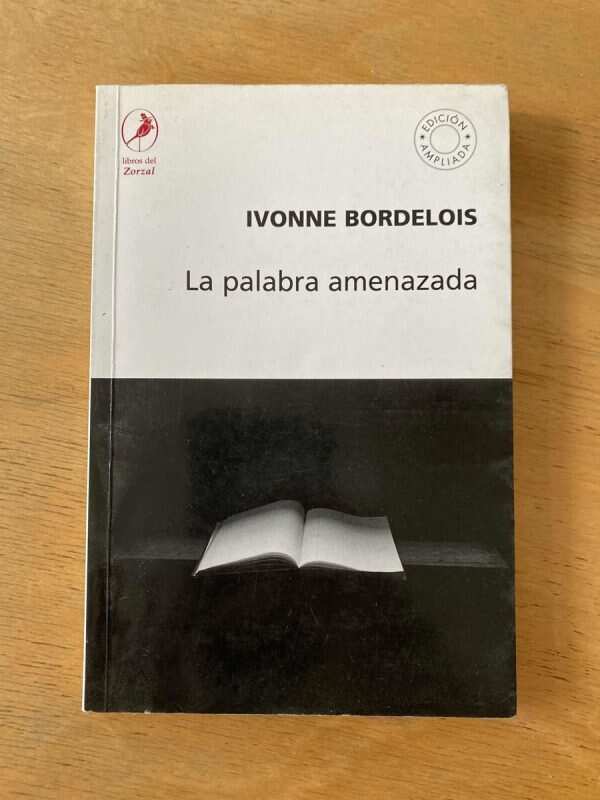 libros del
Zorzal
* EDICIÓN *
AMPLIADA
IVONNE BORDELOIS
La palabra amenazada